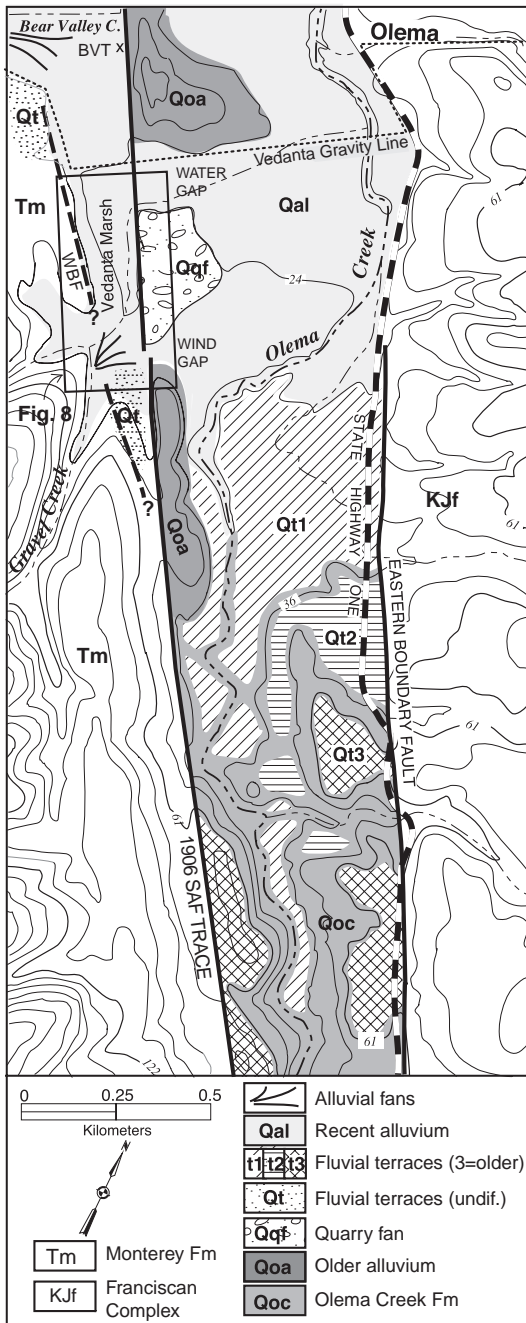 Bear Valley C.
BVT x
Olema
Qoa
Qt
Vedanta Gravity Line
WATER
GAP
Tm
Qal
61
WBF
Vedanta Marsh
Qqf
Creek
24
?
Olema
WIND
GAP
Fig. 8
Qt
STATE HIGHWAY ONE
Gravel Creek
?
Qoa
Qt1
KJf
61
EASTERN BOUNDARY FAULT
36
Qt2
Tm
61
Qt3
61
1906 SAF TRACE
Qoc
122
61
0 0.25 0.5
Kilometers
N
Tm Monterey Fm
KJf Franciscan
Complex
Alluvial fans
Qal Recent alluvium
t1 t2 t3 Fluvial terraces (3=older)
Qt Fluvial terraces (undif.)
Qqf Quarry fan
Qoa Older alluvium
Qoc Olema Creek Fm